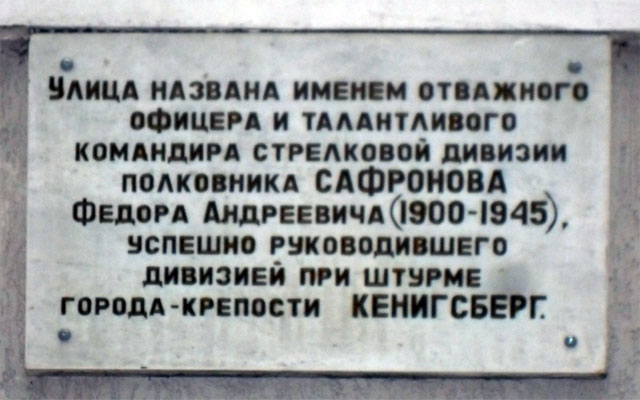 Улица названа именем отважного
офицера и талантливого
командира стрелковой дивизии
полковника САФРОНОВА
Федора Андреевича (1900-1945),
успешно руководившего
дивизией при штурме
города-крепости КЕНИГСБЕРГ.